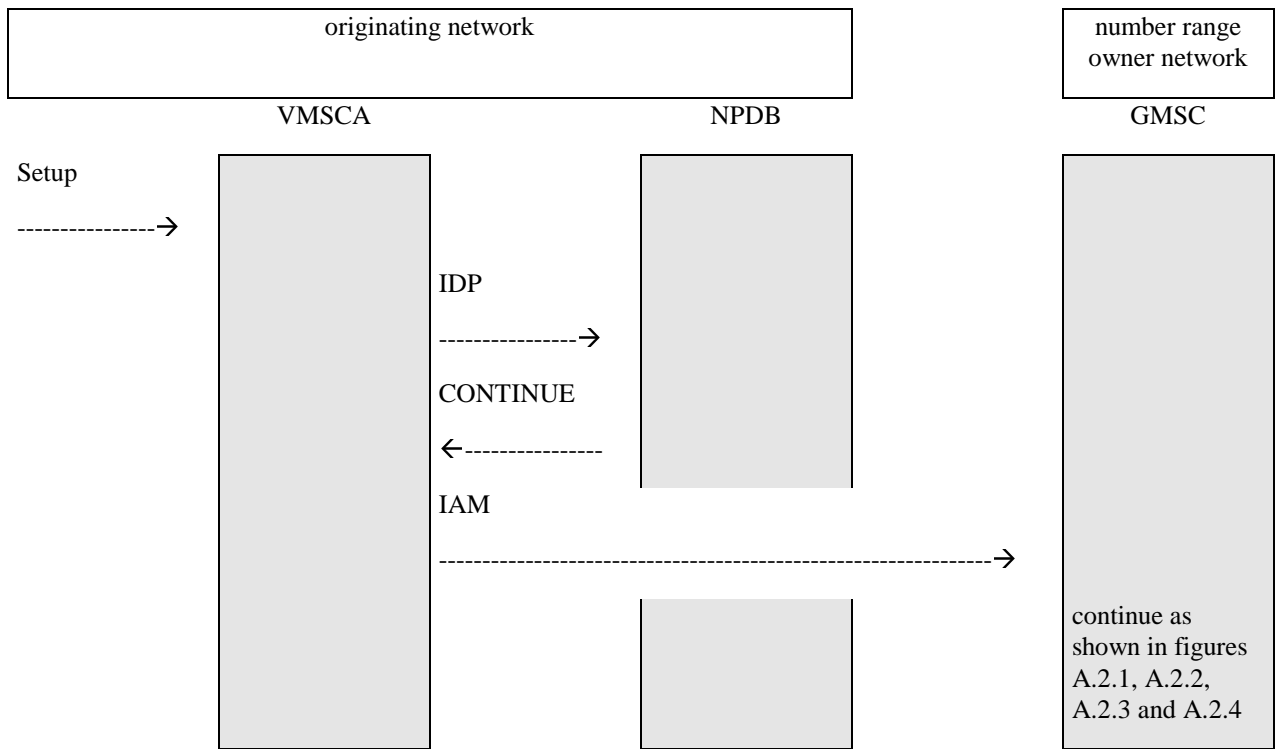 originating network
number range
owner network
VMSCA
NPDB
GMSC
Setup
----------------→
IDP
----------------→
CONTINUE
←----------------
IAM
----------------------------------------------------------------→
continue as
shown in figures
A.2.1, A.2.2,
A.2.3 and A.2.4